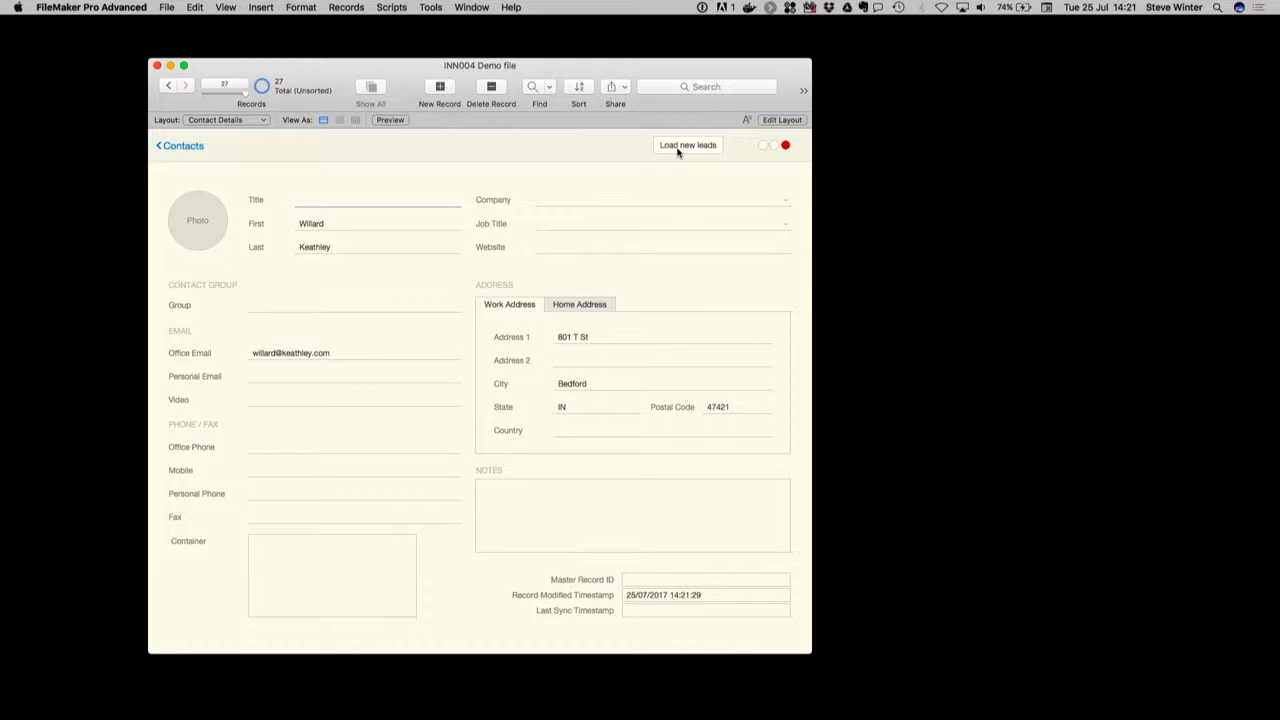 FileMaker Pro Advanced File Edit View Insert Format Records Scripts Tools Window Help 1 74% Tue 25 Jul 14:21 Steve Winter
INN004 Demo file
27 27 Total (Unsorted) Search
Records Show All New Record Delete Record Find Sort Share
Layout: Contact Details View As: Preview Aª Edit Layout
Contacts Load new leads
Photo
Title
First Willard
Last Keathley
Company
Job Title
Website
CONTACT GROUP
Group
EMAIL
Office Email willard@keathley.com
Personal Email
Video
PHONE / FAX
Office Phone
Mobile
Personal Phone
Fax
Container
ADDRESS
Work Address Home Address
Address 1 801 T St
Address 2
City Bedford
State IN Postal Code 47421
Country
NOTES
Master Record ID
Record Modified Timestamp 25/07/2017 14:21:29
Last Sync Timestamp